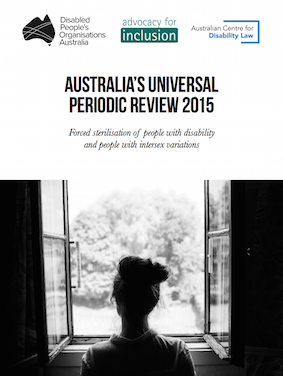 Disabled
People's
Organisations
Australia
advocacy for
inclusion
Australian Centre for
Disability Law
AUSTRALIA'S UNIVERSAL
PERIODIC REVIEW 2015
Forced sterilisation of people with disability
and people with intersex variations